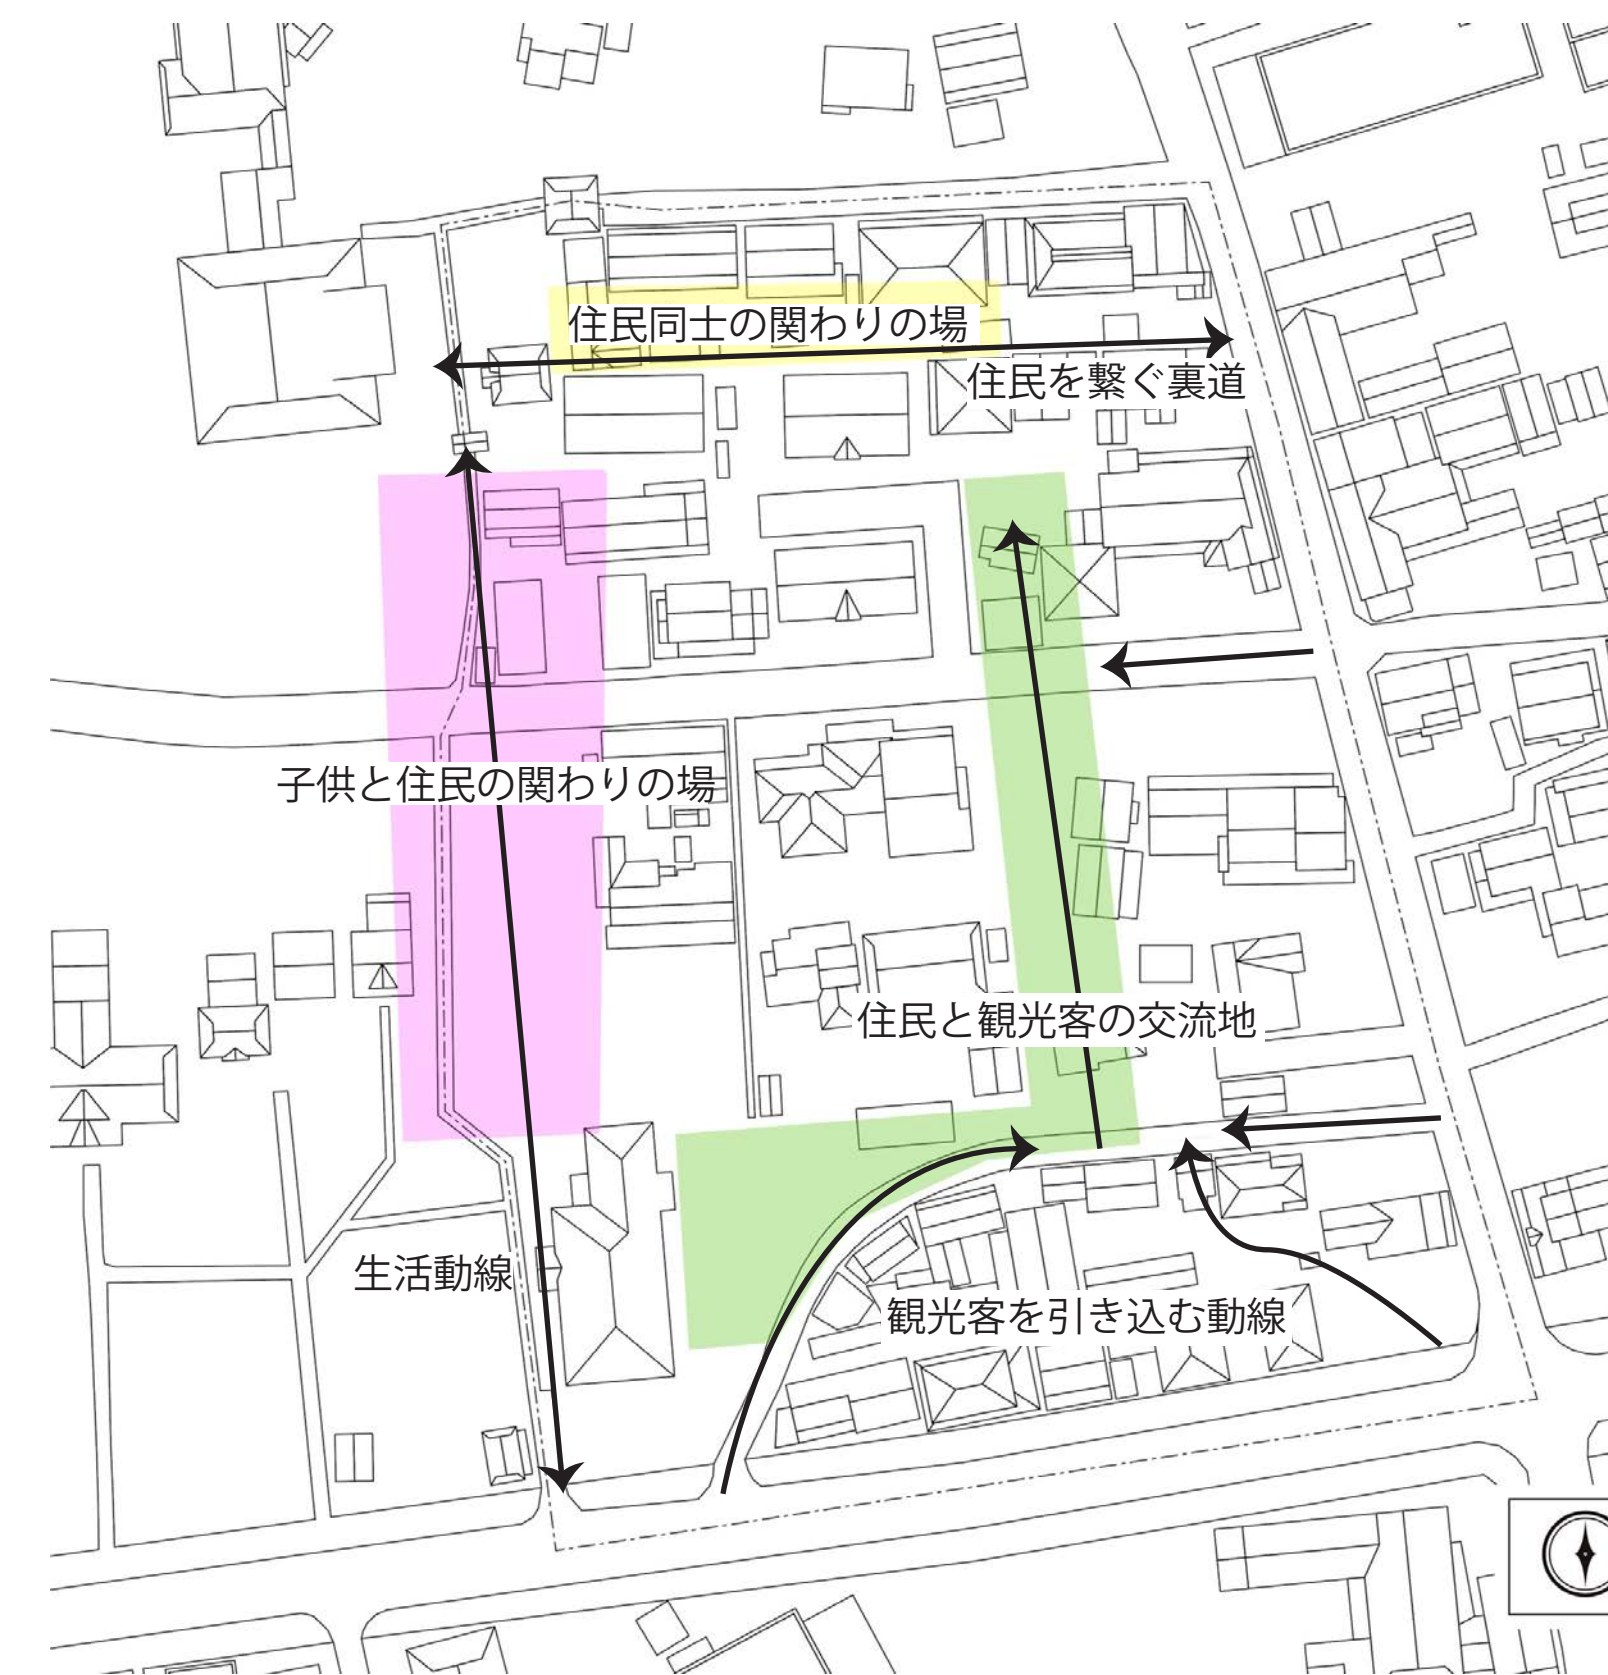 住民同士の関わりの場
住民を繋ぐ裏道
子供と住民の関わりの場
住民と観光客の交流地
生活動線
観光客を引き込む動線